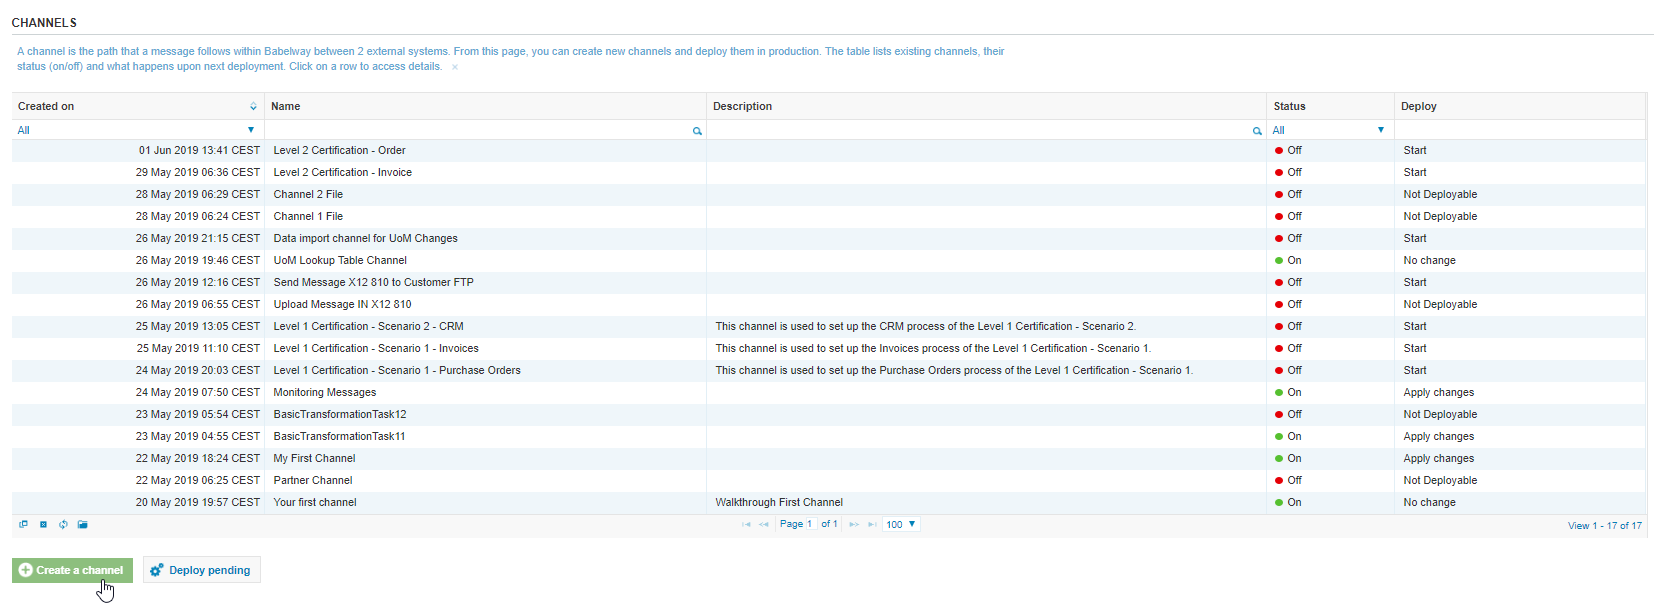 CHANNELS
A channel is the path that a message follows within Babelway between 2 external systems. From this page, you can create new channels and deploy them in production. The table lists existing channels, their
status (on/off) and what happens upon next deployment. Click on a row to access details. ×
Created on Name Description Status Deploy
All All
01 Jun 2019 13:41 CEST Level 2 Certification - Order Off Start
29 May 2019 06:36 CEST Level 2 Certification - Invoice Off Start
28 May 2019 06:29 CEST Channel 2 File Off Not Deployable
28 May 2019 06:24 CEST Channel 1 File Off Not Deployable
26 May 2019 21:15 CEST Data import channel for UoM Changes Off Start
26 May 2019 19:46 CEST UoM Lookup Table Channel On No change
26 May 2019 12:16 CEST Send Message X12 810 to Customer FTP Off Start
26 May 2019 06:55 CEST Upload Message IN X12 810 Off Not Deployable
25 May 2019 13:05 CEST Level 1 Certification - Scenario 2 - CRM This channel is used to set up the CRM process of the Level 1 Certification - Scenario 2. Off Start
25 May 2019 11:10 CEST Level 1 Certification - Scenario 1 - Invoices This channel is used to set up the Invoices process of the Level 1 Certification - Scenario 1. Off Start
24 May 2019 20:03 CEST Level 1 Certification - Scenario 1 - Purchase Orders This channel is used to set up the Purchase Orders process of the Level 1 Certification - Scenario 1. Off Start
24 May 2019 07:50 CEST Monitoring Messages On Apply changes
23 May 2019 05:54 CEST BasicTransformationTask12 Off Not Deployable
23 May 2019 04:55 CEST BasicTransformationTask11 On Apply changes
22 May 2019 18:24 CEST My First Channel On Apply changes
22 May 2019 06:25 CEST Partner Channel Off Not Deployable
20 May 2019 19:57 CEST Your first channel Walkthrough First Channel On No change
Page 1 of 1 100 View 1 - 17 of 17
Create a channel Deploy pending